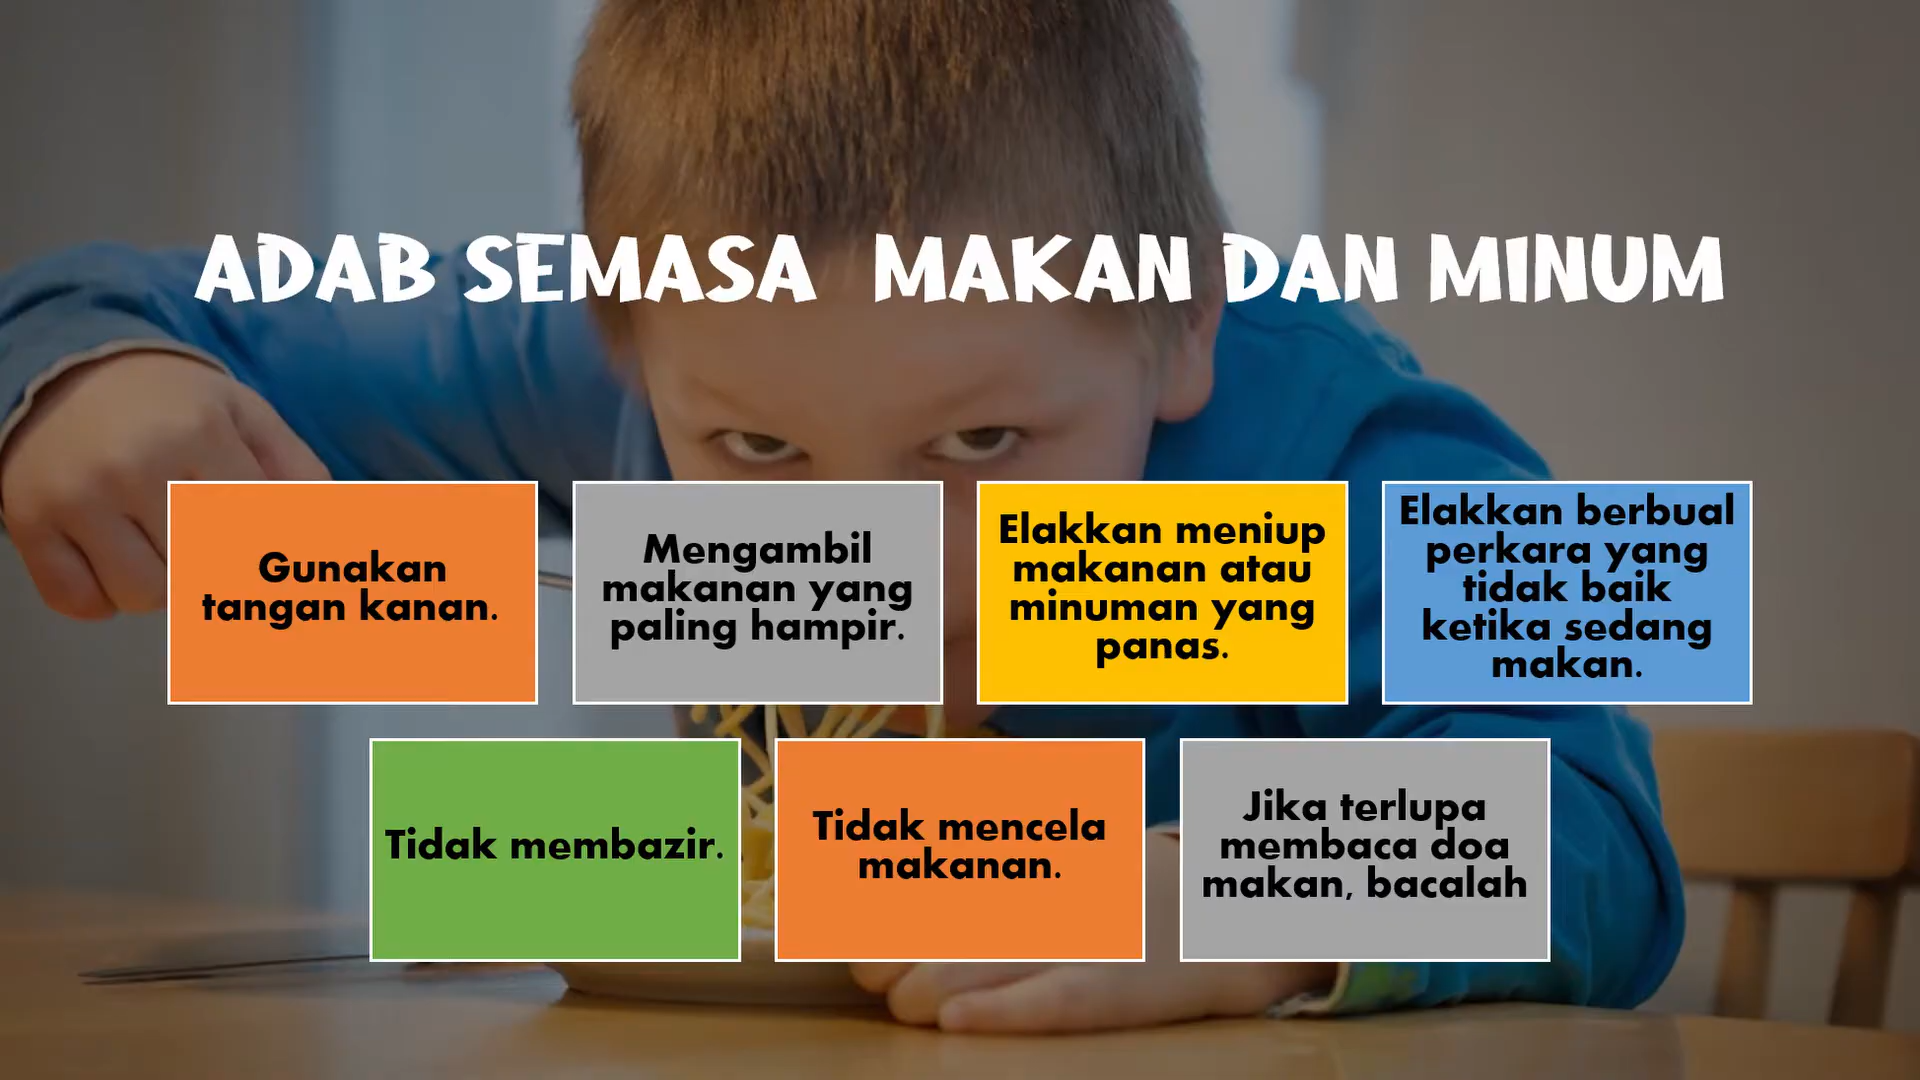 ADAB SEMASA MAKAN DAN MINUM
Gunakan
tangan kanan.
Mengambil
makanan yang
paling hampir.
Elakkan meniup
makanan atau
minuman yang
panas.
Elakkan berbual
perkara yang
tidak baik
ketika sedang
makan.
Tidak membazir.
Tidak mencela
makanan.
Jika terlupa
membaca doa
makan, bacalah